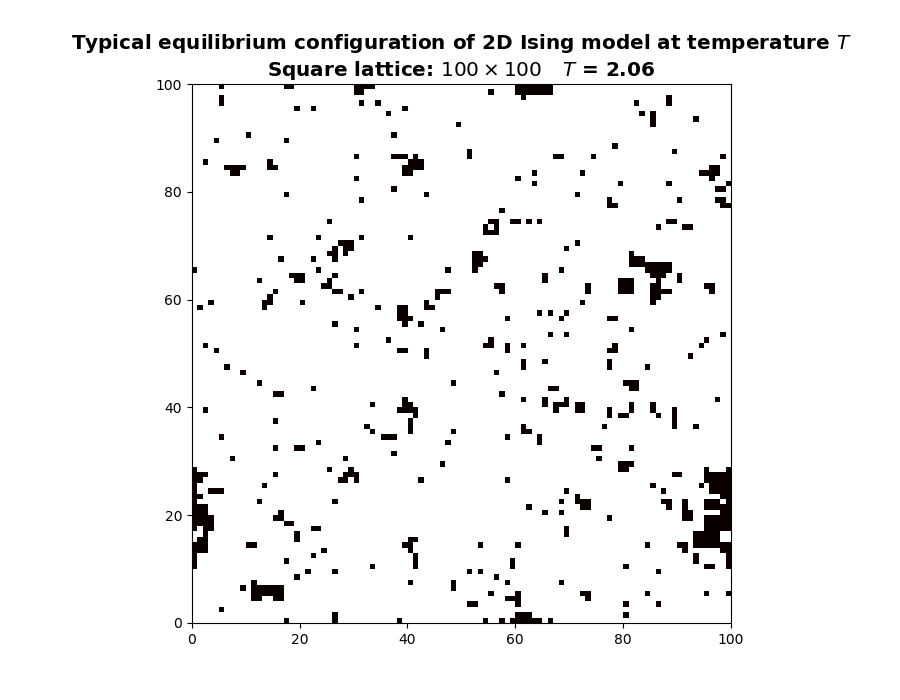 Typical equilibrium configuration of 2D Ising model at temperature T
Square lattice: 100 × 100 T = 2.06
100
80
60
40
20
0
0 20 40 60 80 100